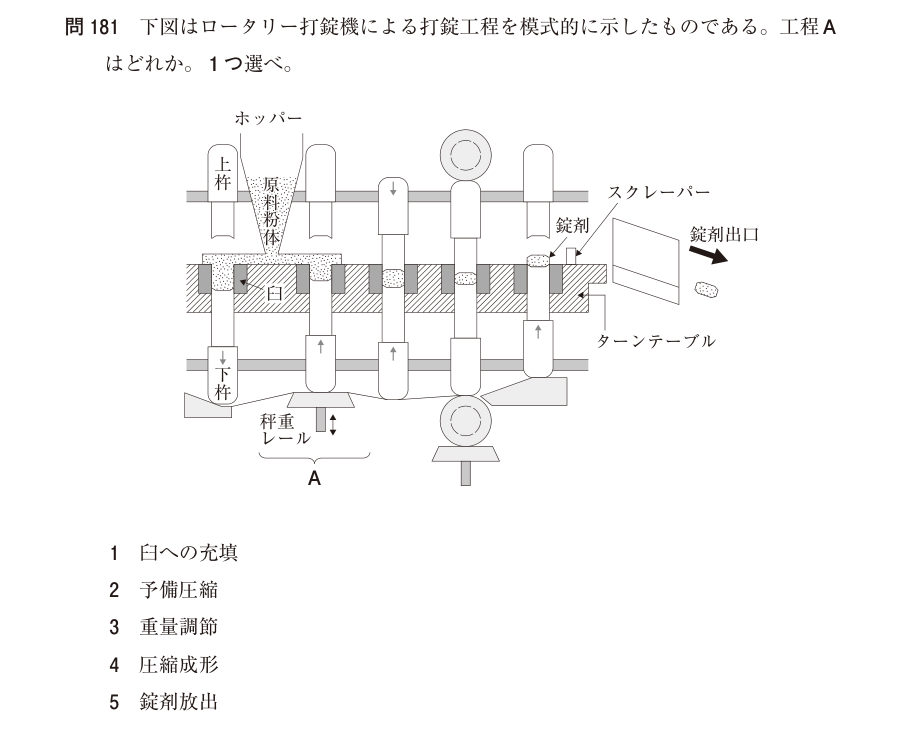 問 181 下図はロータリー打錠機による打錠工程を模式的に示したものである。工程 A
はどれか。1つ選べ。
ホッパー
上杵
原料粉体
スクレーパー
錠剤
錠剤出口
臼
ターンテーブル
下杵
秤重
レール
A
1 臼への充填
2 予備圧縮
3 重量調節
4 圧縮成形
5 錠剤放出